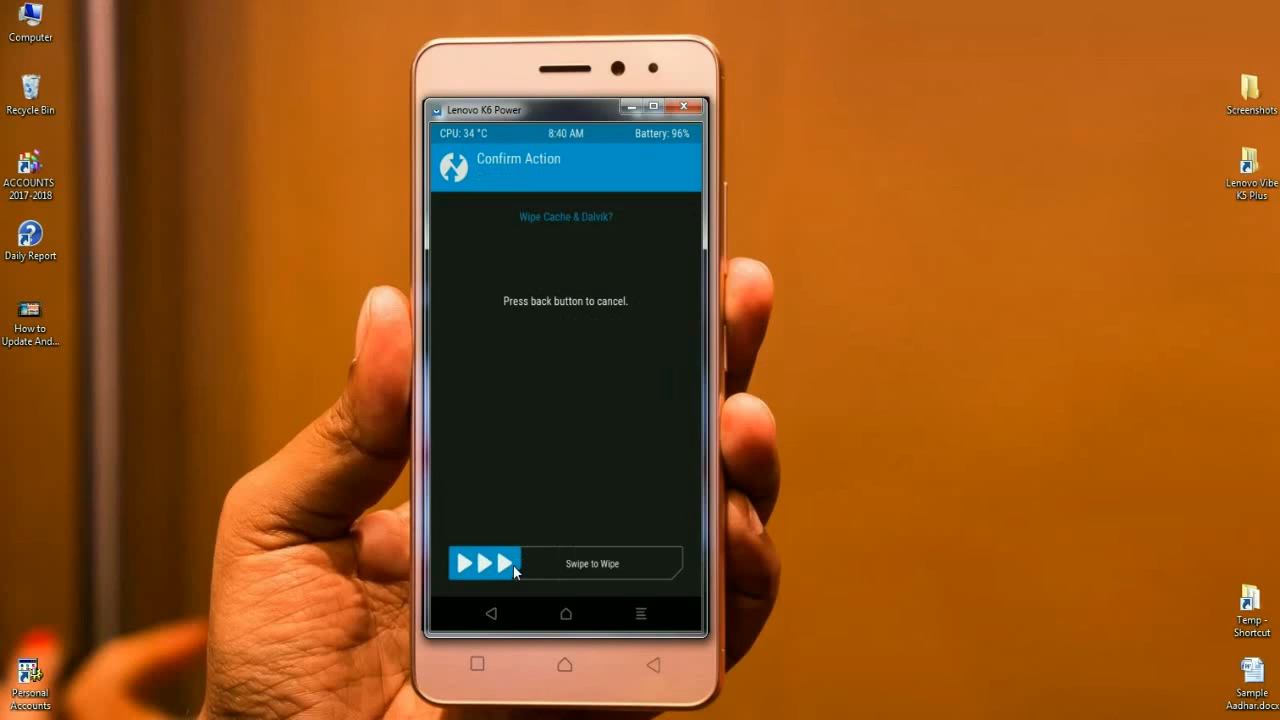 Computer
Recycle Bin
ACCOUNTS
2017-2018
Daily Report
How to
Update And...
Personal
Accounts
Lenovo K6 Power
CPU: 34 °C
8:40 AM
Battery: 96%
Confirm Action
Wipe Cache & Dalvik?
Press back button to cancel.
Swipe to Wipe
Screenshots
Lenovo Vibe
K5 Plus
Temp -
Shortcut
Sample
Aadhar.docx